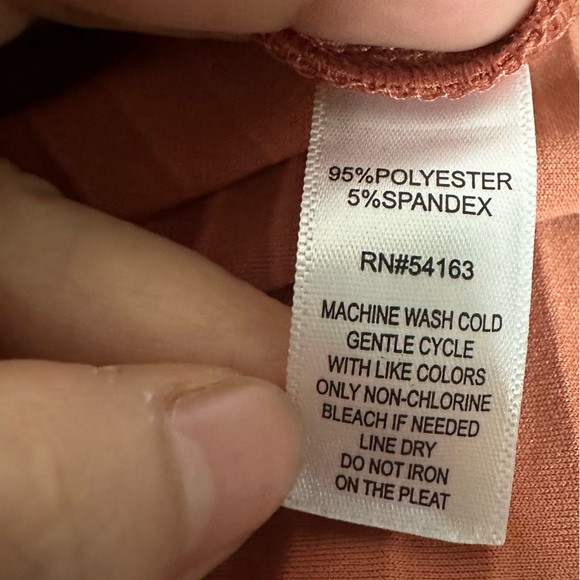 95%POLYESTER
5%SPANDEX
RN#54163
MACHINE WASH COLD
GENTLE CYCLE
WITH LIKE COLORS
ONLY NON-CHLORINE
BLEACH IF NEEDED
LINE DRY
DO NOT IRON
ON THE PLEAT